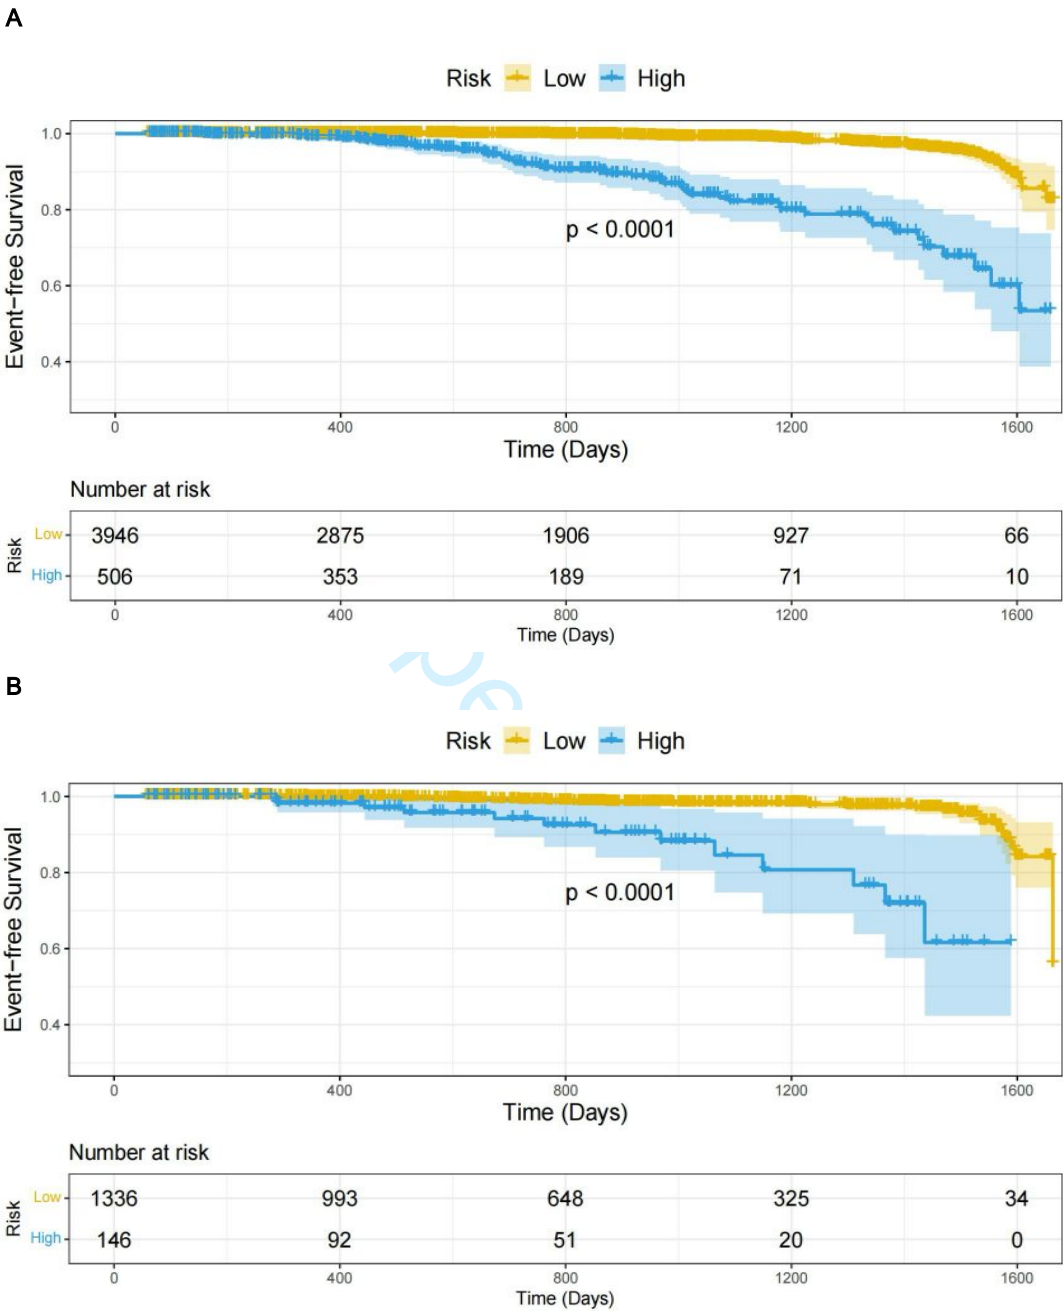 A
Risk Low High
1.0
0.8
0.6
0.4
Event-free Survival
p < 0.0001
0 400 800 1200 1600
Time (Days)
Number at risk
Risk
Low 3946 2875 1906 927 66
High 506 353 189 71 10
0 400 800 1200 1600
Time (Days)
B
Risk Low High
1.0
0.8
0.6
0.4
Event-free Survival
p < 0.0001
0 400 800 1200 1600
Time (Days)
Number at risk
Risk
Low 1336 993 648 325 34
High 146 92 51 20 0
0 400 800 1200 1600
Time (Days)